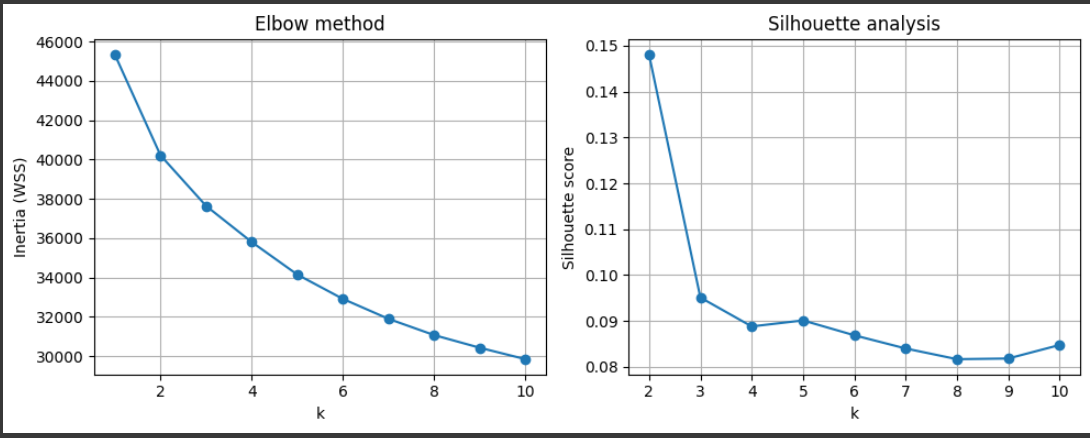 Elbow method
46000
44000
42000
40000
38000
36000
34000
32000
30000
Inertia (WSS)
2 4 6 8 10
k
Silhouette analysis
0.15
0.14
0.13
0.12
0.11
0.10
0.09
0.08
Silhouette score
2 3 4 5 6 7 8 9 10
k